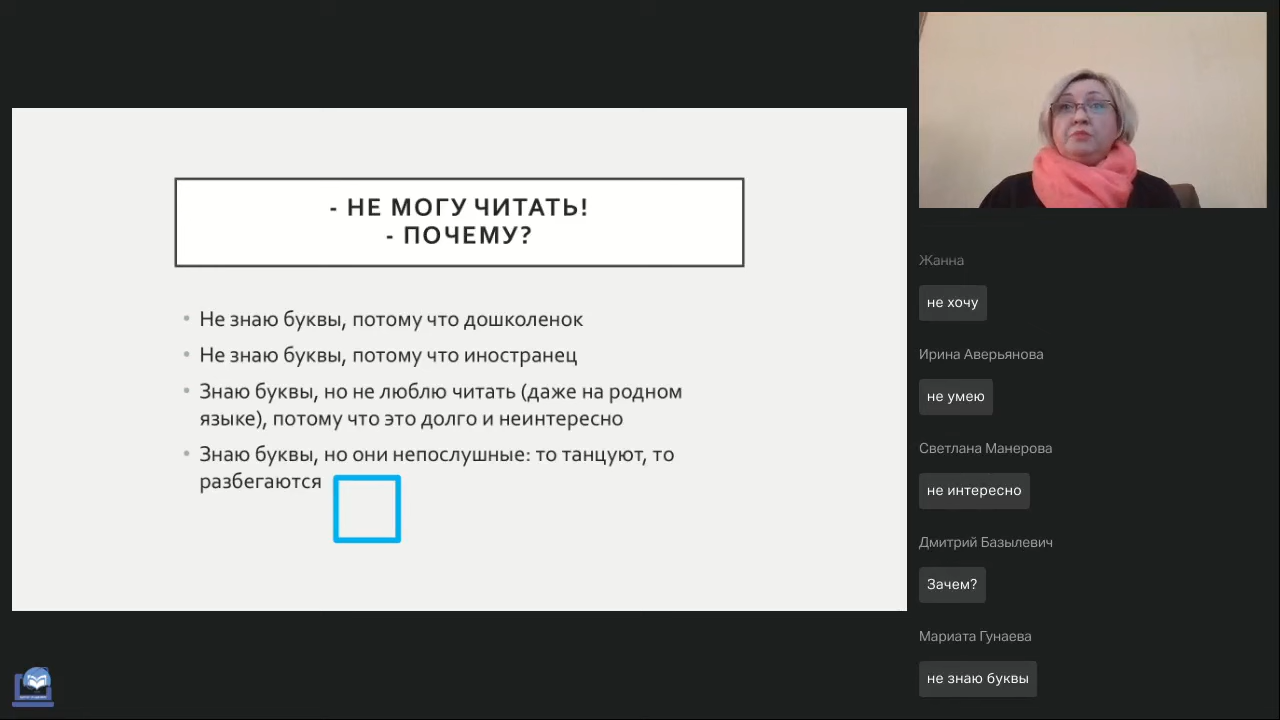 - НЕ МОГУ ЧИТАТЬ!
- ПОЧЕМУ?
• Не знаю буквы, потому что дошколенок
• Не знаю буквы, потому что иностранец
• Знаю буквы, но не люблю читать (даже на родном
языке), потому что это долго и неинтересно
• Знаю буквы, но они непослушные: то танцуют, то
разбегаются
Жанна
не хочу
Ирина Аверьянова
не умею
Светлана Манерова
не интересно
Дмитрий Базылевич
Зачем?
Мариата Гунаева
не знаю буквы